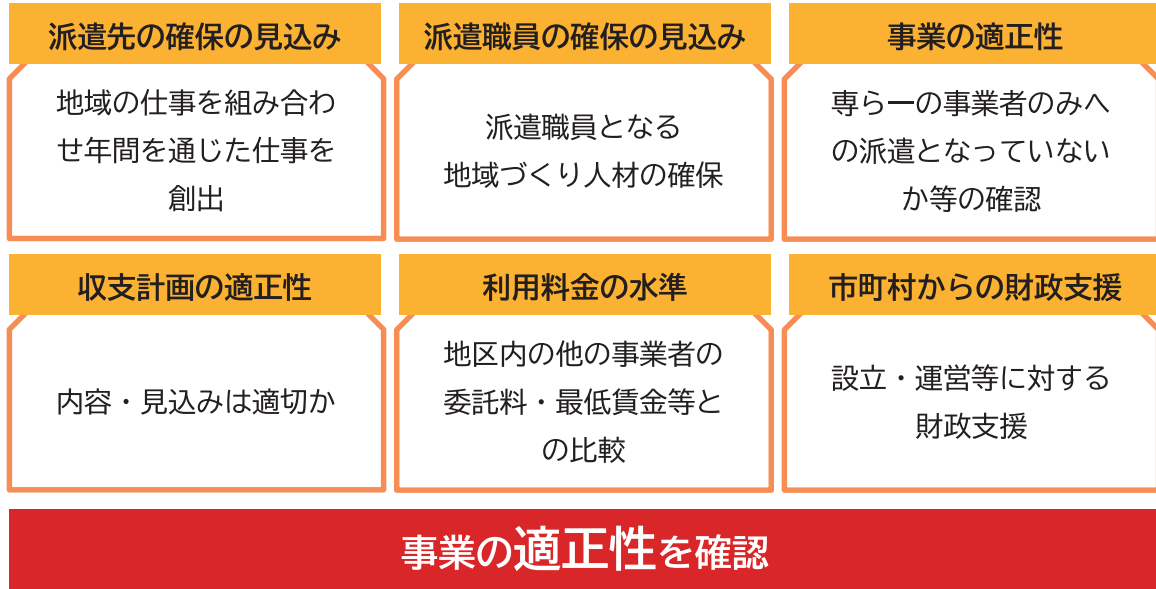 派遣先の確保の見込み
地域の仕事を組み合わ
せ年間を通じた仕事を
創出
派遣職員の確保の見込み
派遣職員となる
地域づくり人材の確保
事業の適正性
専ら一の事業者のみへ
の派遣となっていない
か等の確認
収支計画の適正性
内容・見込みは適切か
利用料金の水準
地区内の他の事業者の
委託料・最低賃金等と
の比較
市町村からの財政支援
設立・運営等に対する
財政支援
事業の適正性を確認